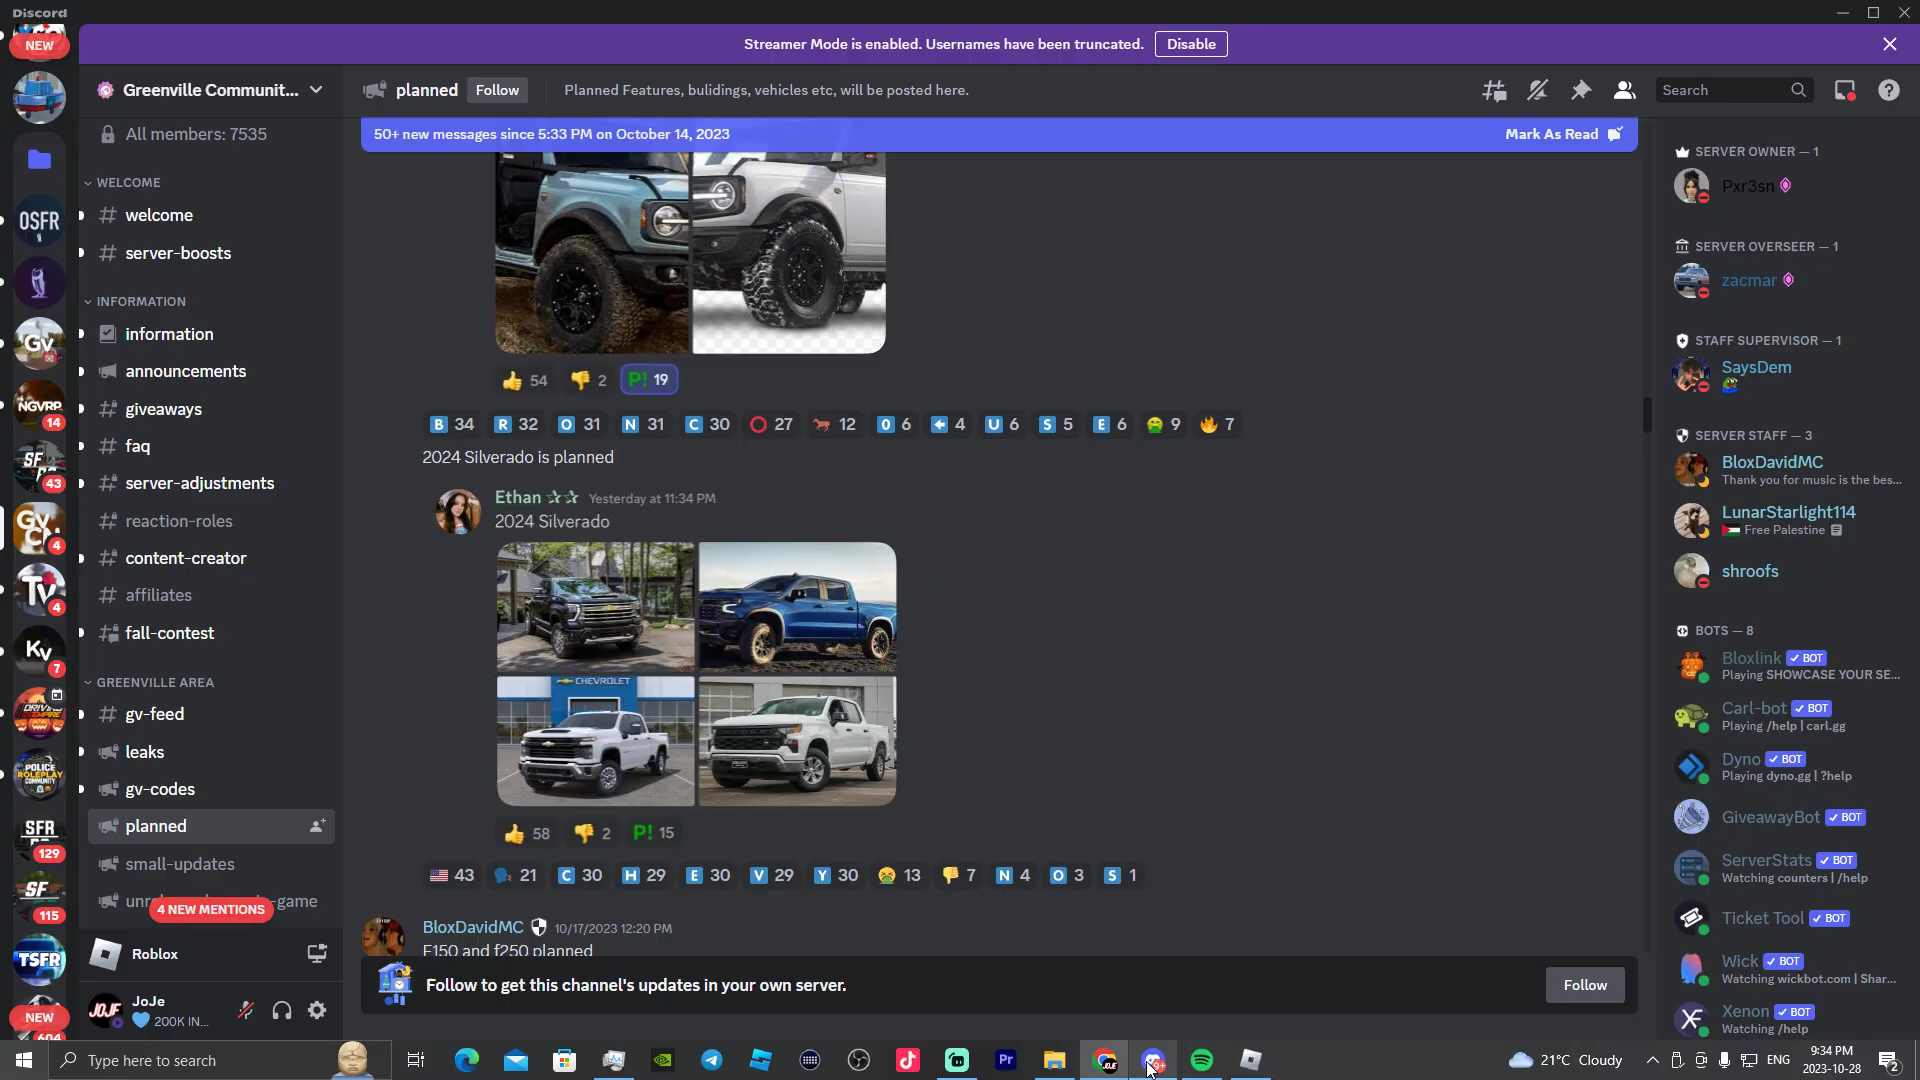 Discord
Streamer Mode is enabled. Usernames have been truncated. Disable
NEW
Greenville Communit...
planned Follow Planned Features, bulidings, vehicles etc, will be posted here.
Search
All members: 7535
50+ new messages since 5:33 PM on October 14, 2023 Mark As Read
WELCOME
welcome
server-boosts
INFORMATION
information
announcements
giveaways
faq
server-adjustments
reaction-roles
content-creator
affiliates
fall-contest
GREENVILLE AREA
gv-feed
leaks
gv-codes
planned
small-updates
4 NEW MENTIONS
-game
Roblox
JoJe
200K IN...
OSFR
Gv
NGVRP
14
SF
43
Gv
4
Tv
4
Kv
7
DRIVING EMPIRE
POLICE ROLEPLAY COMMUNITY
SFR
129
SF
115
TSFR
NEW
604
54 2 P! 19
B 34 R 32 O 31 N 31 C 30 27 12 0 6 4 U 6 S 5 E 6 9 7
2024 Silverado is planned
Ethan Yesterday at 11:34 PM
2024 Silverado
CHEVROLET
58 2 P! 15
43 21 C 30 H 29 E 30 V 29 Y 30 13 7 N 4 O 3 S 1
BloxDavidMC 10/17/2023 12:20 PM
F150 and f250 planned
Follow to get this channel's updates in your own server. Follow
SERVER OWNER — 1
Pxr3sn
SERVER OVERSEER — 1
zacmar
STAFF SUPERVISOR — 1
SaysDem
SERVER STAFF — 3
BloxDavidMC
Thank you for music is the bes...
LunarStarlight114
Free Palestine
shroofs
BOTS — 8
Bloxlink BOT
Playing SHOWCASE YOUR SE...
Carl-bot BOT
Playing /help | carl.gg
Dyno BOT
Playing dyno.gg | ?help
GiveawayBot BOT
ServerStats BOT
Watching counters | /help
Ticket Tool BOT
Wick BOT
Watching wickbot.com | Shar...
Xenon BOT
Watching /help
Type here to search
Pr
21°C Cloudy
ENG
9:34 PM
2023-10-28
2